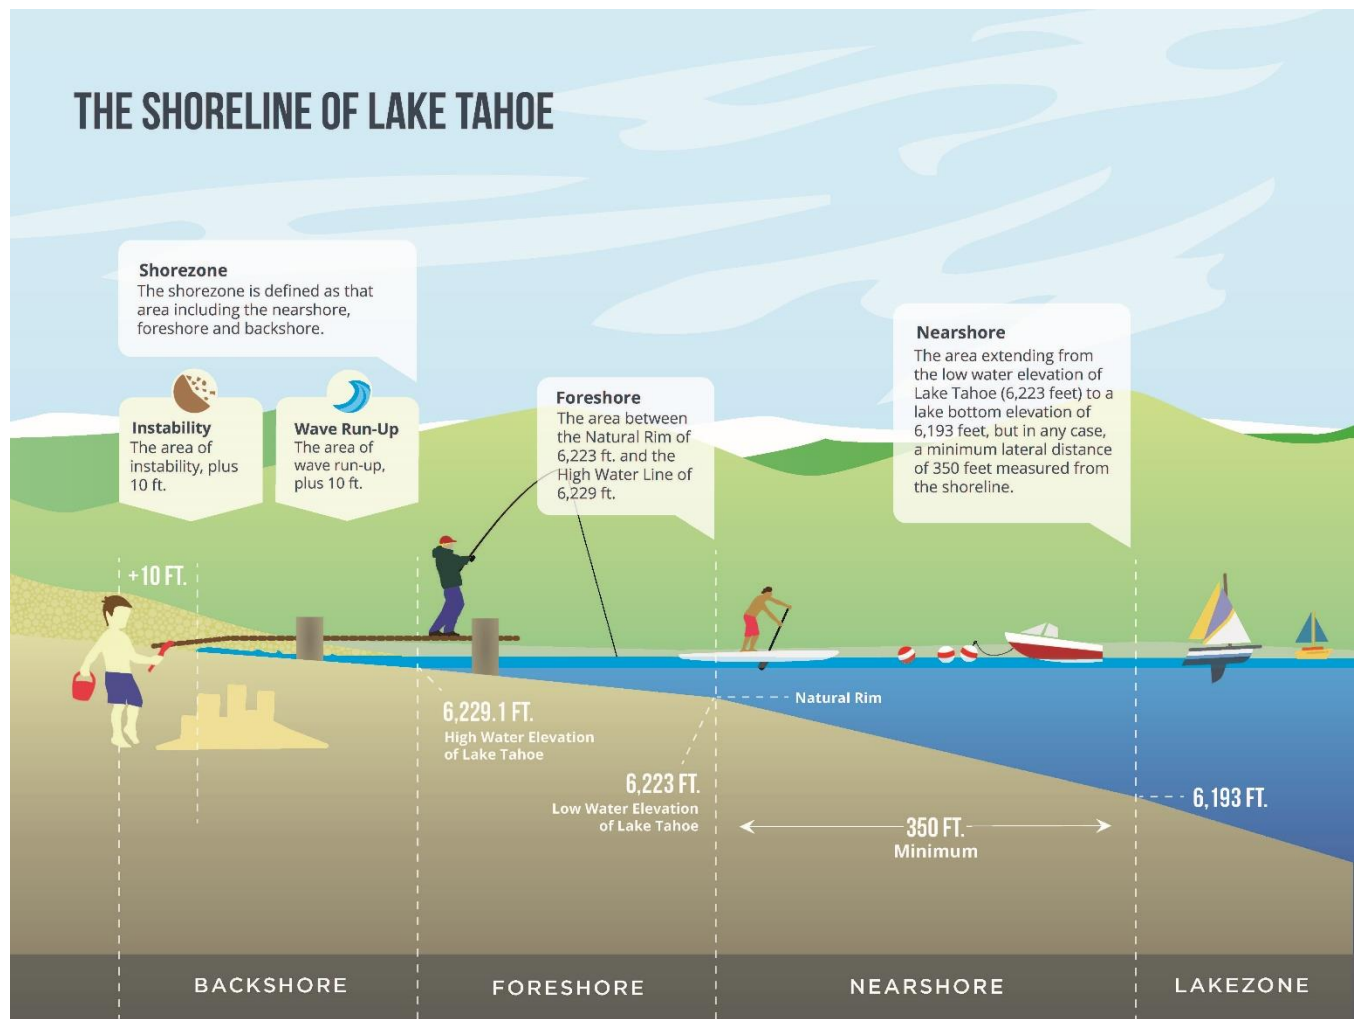 THE SHORELINE OF LAKE TAHOE
Shorezone
The shorezone is defined as that
area including the nearshore,
foreshore and backshore.
Instability
The area of
instability, plus
10 ft.
Wave Run-Up
The area of
wave run-up,
plus 10 ft.
Foreshore
The area between
the Natural Rim of
6,223 ft. and the
High Water Line of
6,229 ft.
Nearshore
The area extending from
the low water elevation of
Lake Tahoe (6,223 feet) to a
lake bottom elevation of
6,193 feet, but in any case,
a minimum lateral distance
of 350 feet measured from
the shoreline.
+10 FT.
6,229.1 FT.
High Water Elevation
of Lake Tahoe
Natural Rim
6,223 FT.
Low Water Elevation
of Lake Tahoe
350 FT.
Minimum
6,193 FT.
BACKSHORE
FORESHORE
NEARSHORE
LAKEZONE